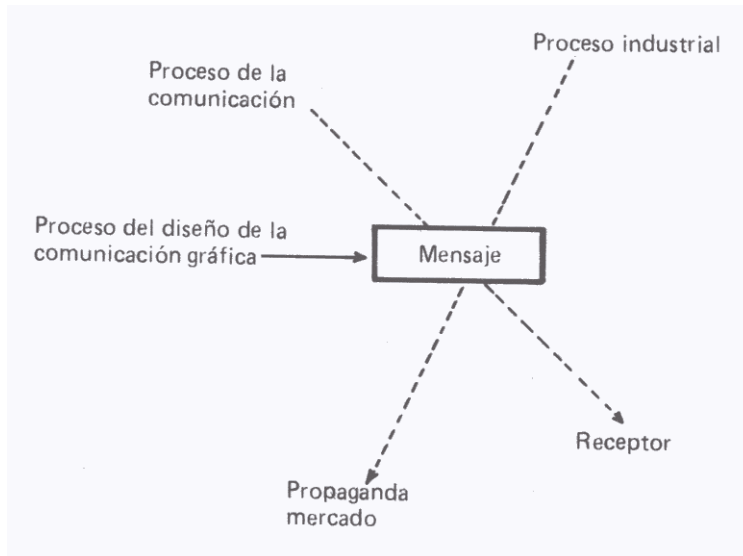 Proceso industrial
Proceso de la
comunicación
Proceso del diseño de la
comunicación gráfica
Mensaje
Receptor
Propaganda
mercado